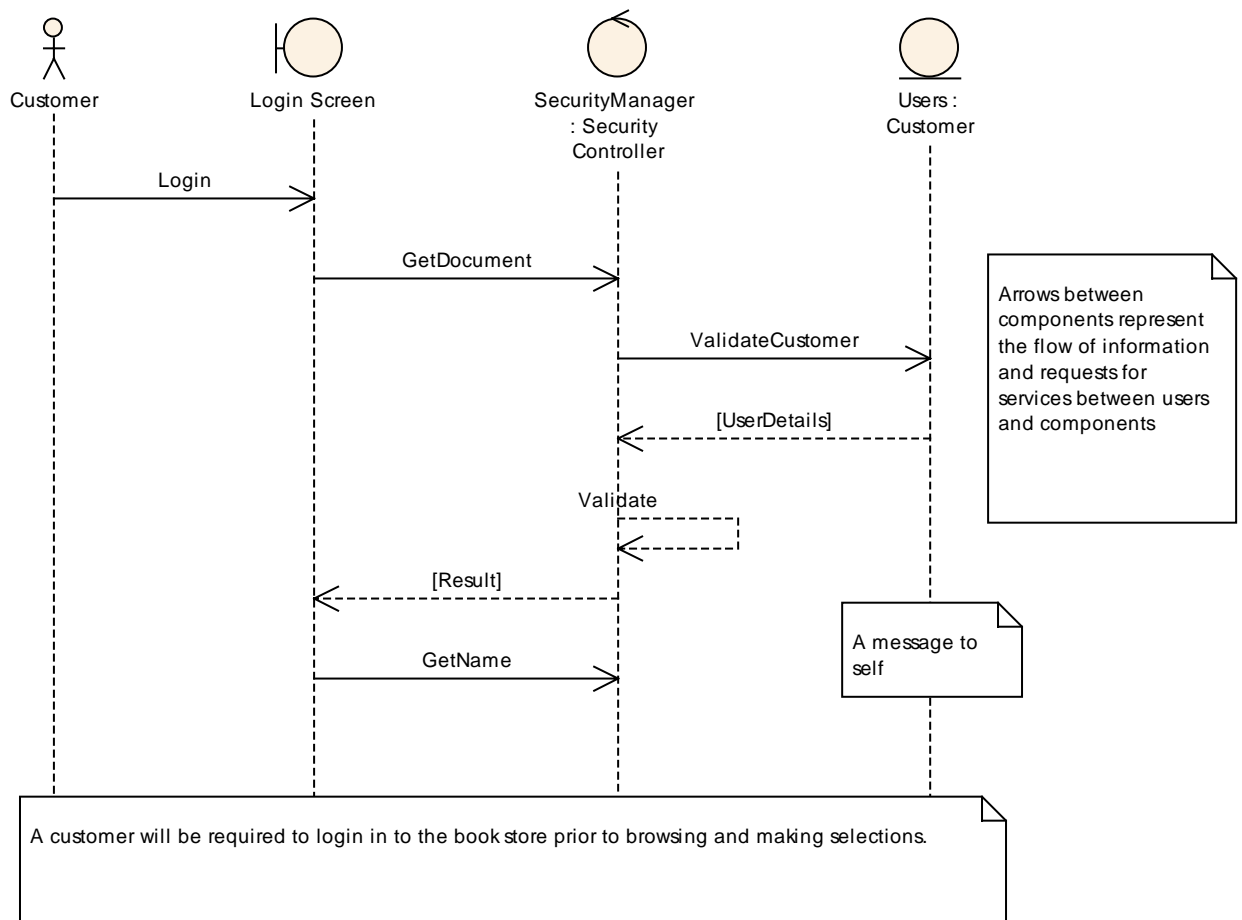 Customer
Login Screen
SecurityManager
: Security
Controller
Users :
Customer
Login
GetDocument
ValidateCustomer
[UserDetails]
Validate
[Result]
GetName
Arrows between
components represent
the flow of information
and requests for
services between users
and components
A message to
self
A customer will be required to login in to the book store prior to browsing and making selections.